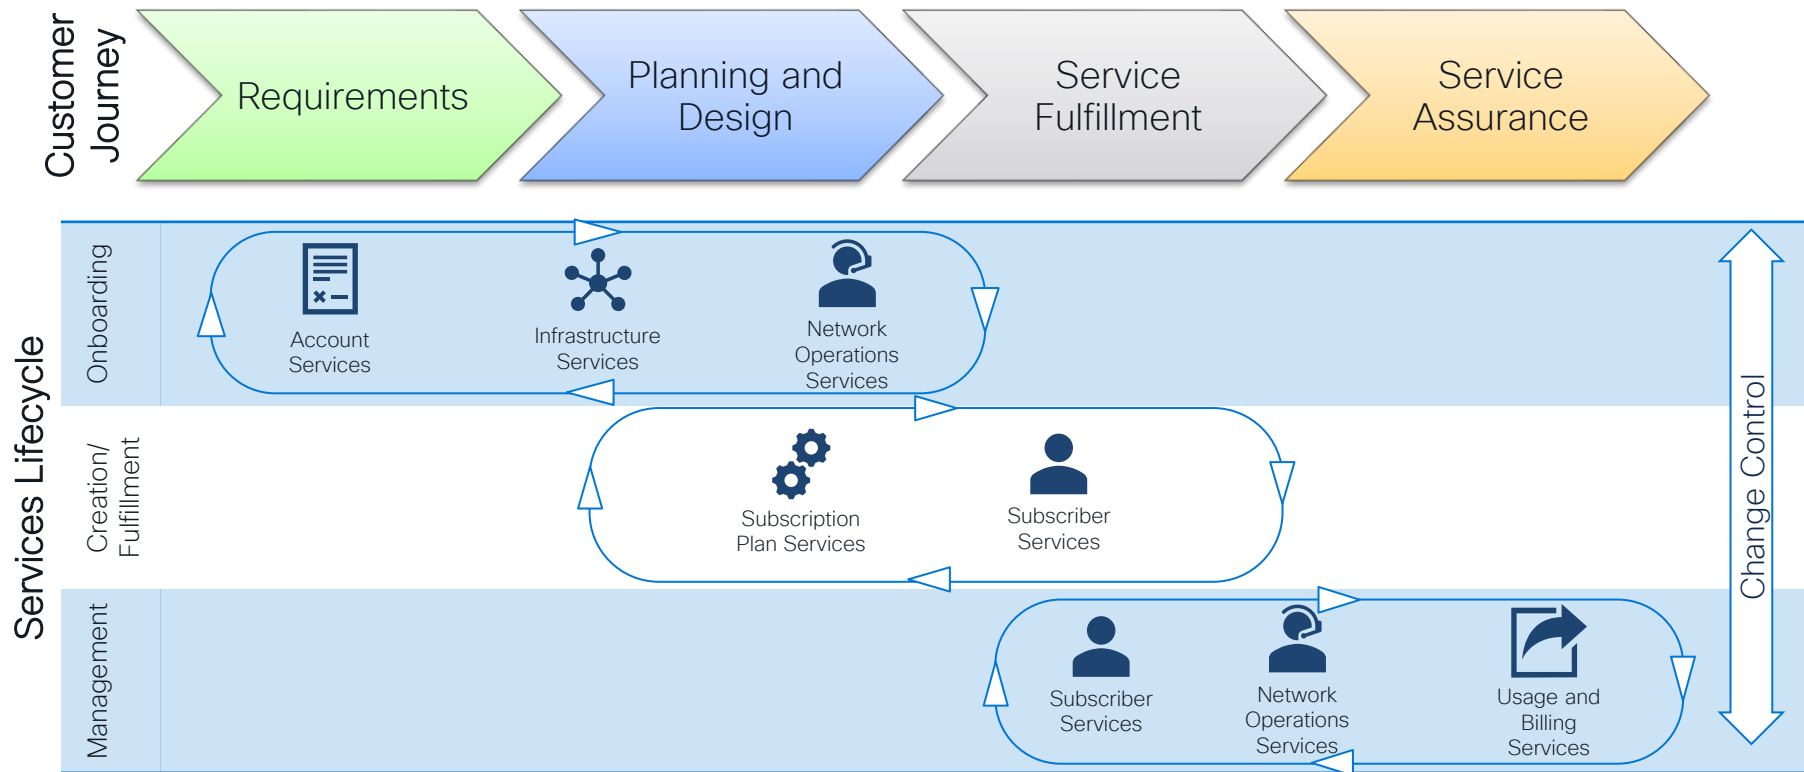 Customer
Journey
Requirements
Planning and
Design
Service
Fulfillment
Service
Assurance
Services Lifecycle
Onboarding
Account
Services
Infrastructure
Services
Network
Operations
Services
Creation/
Fulfillment
Subscription
Plan Services
Subscriber
Services
Management
Subscriber
Services
Network
Operations
Services
Usage and
Billing
Services
Change Control